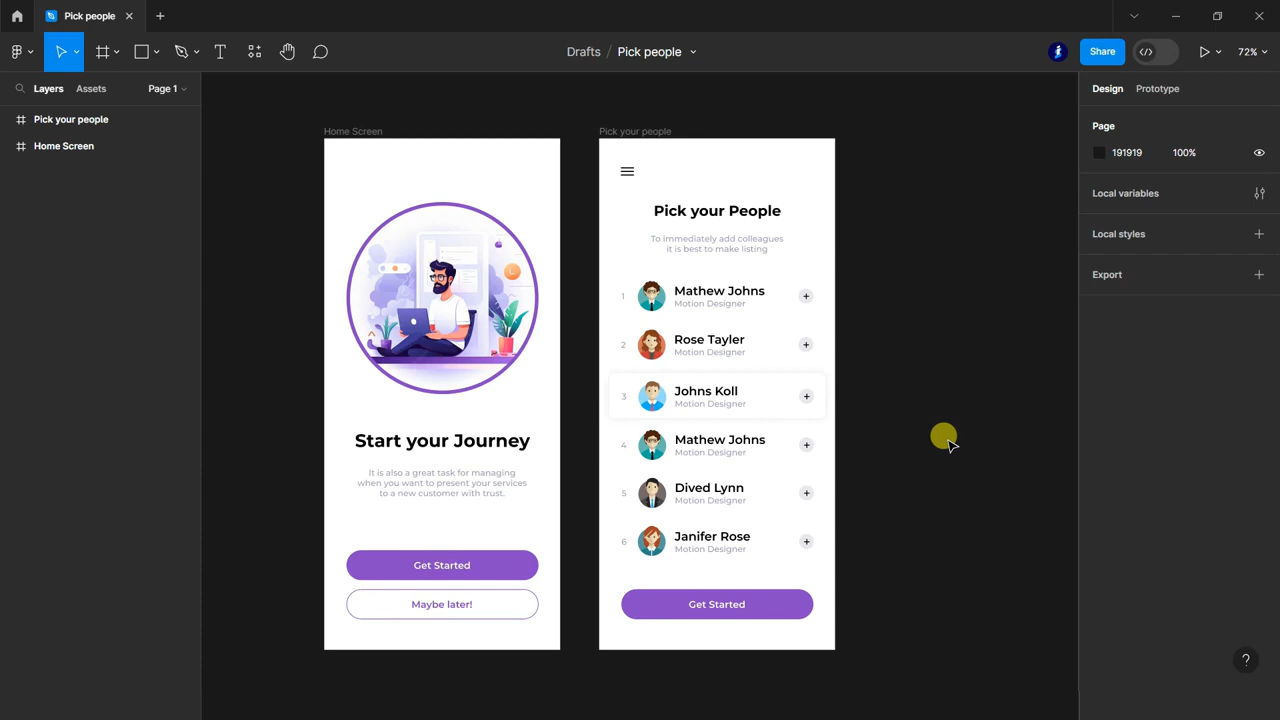 Pick people
Drafts / Pick people
Share
72%
Layers
Assets
Page 1
Pick your people
Home Screen
Home Screen
Start your Journey
It is also a great task for managing
when you want to present your services
to a new customer with trust.
Get Started
Maybe later!
Pick your people
Pick your People
To immediately add colleagues
it is best to make listing
1
Mathew Johns
Motion Designer
2
Rose Tayler
Motion Designer
3
Johns Koll
Motion Designer
4
Mathew Johns
Motion Designer
5
Dived Lynn
Motion Designer
6
Janifer Rose
Motion Designer
Get Started
Design
Prototype
Page
191919
100%
Local variables
Local styles
Export
?